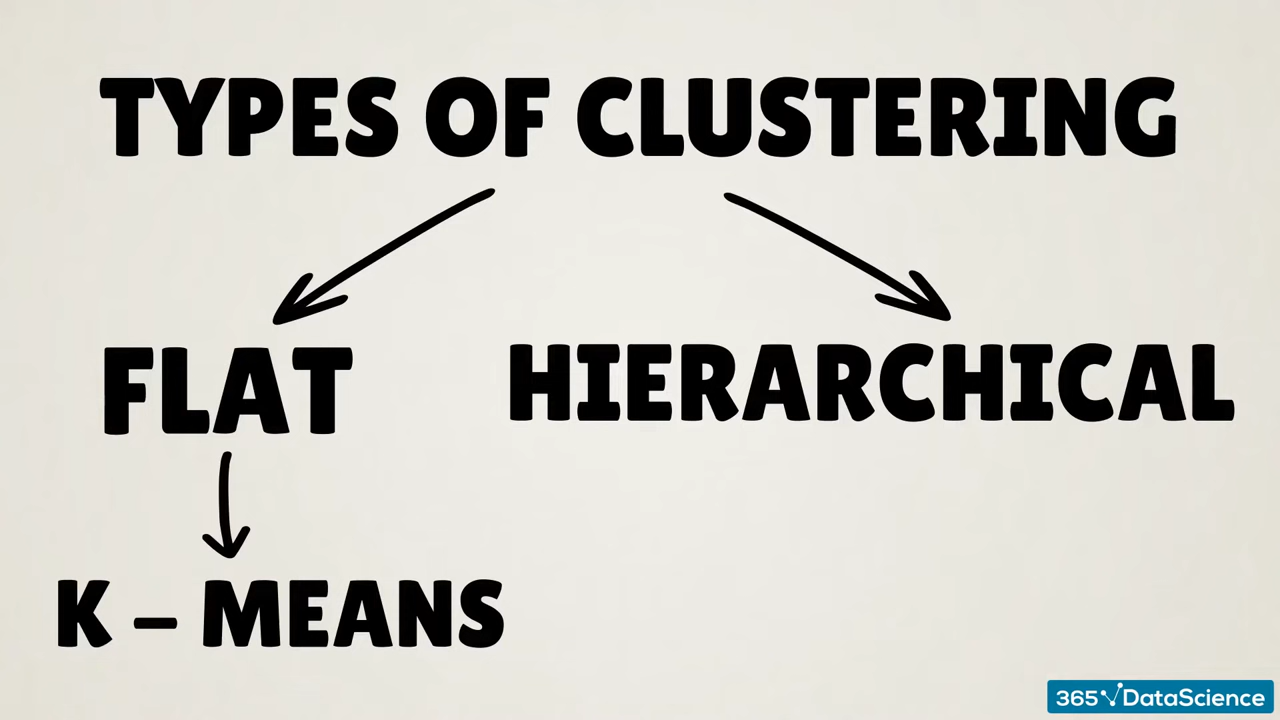 TYPES OF CLUSTERING
FLAT HIERARCHICAL
K – MEANS
365 DataScience